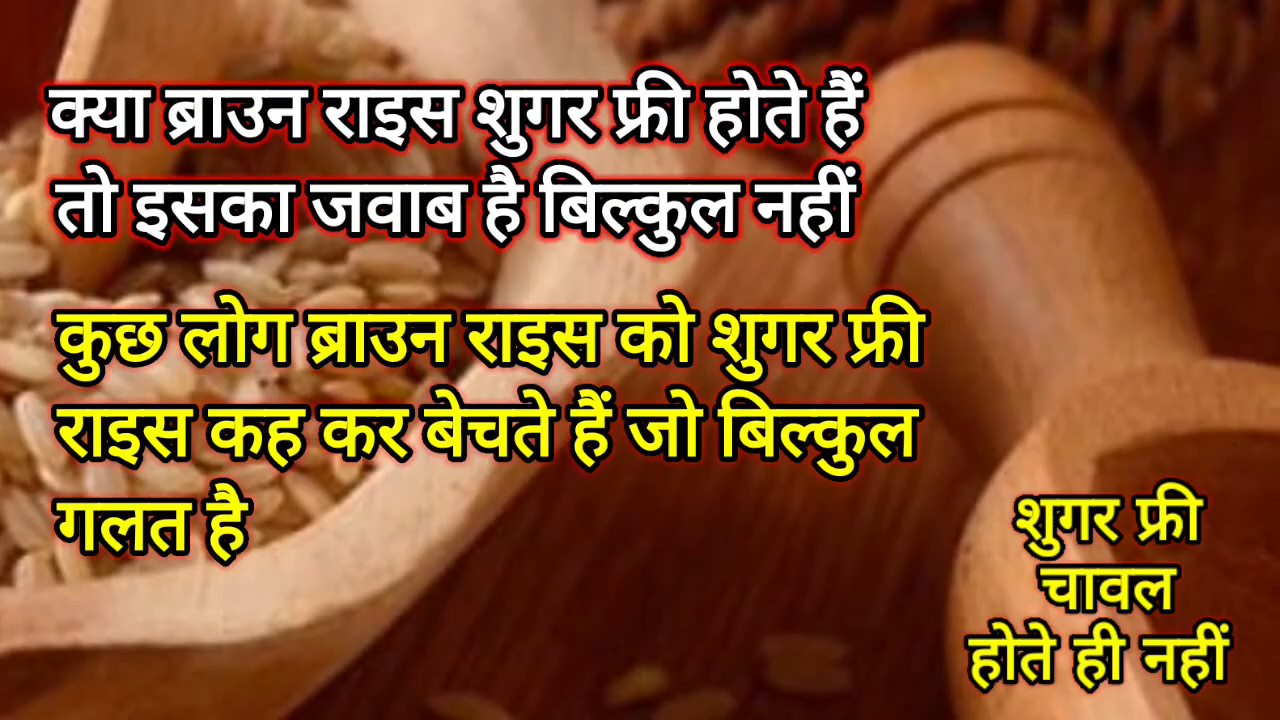 क्या ब्राउन राइस शुगर फ्री होते हैं
तो इसका जवाब है बिल्कुल नहीं
कुछ लोग ब्राउन राइस को शुगर फ्री
राइस कह कर बेचते हैं जो बिल्कुल
गलत है
शुगर फ्री
चावल
होते ही नहीं